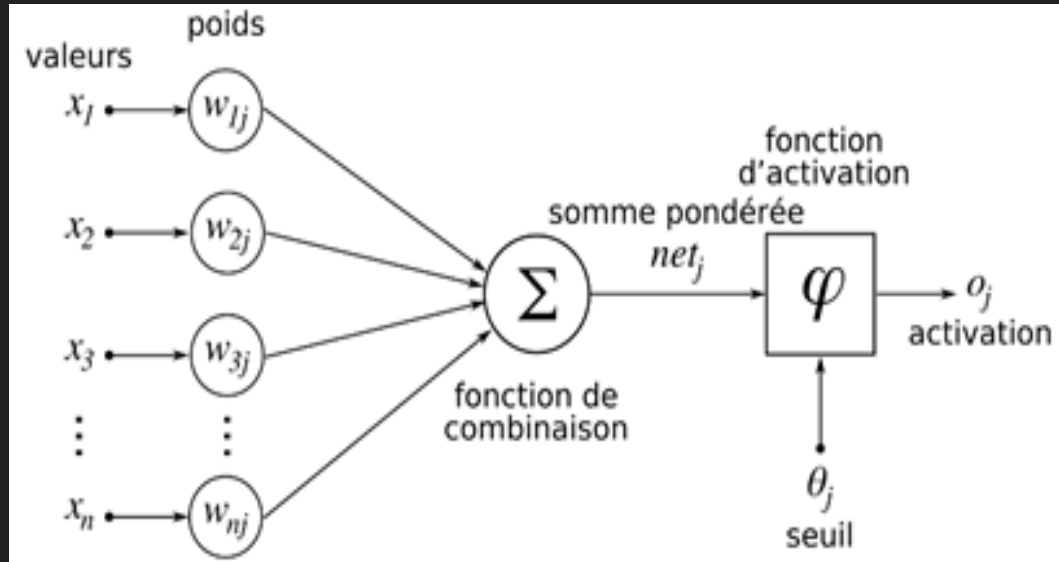 poids
valeurs
x1
w1j
x2
w2j
x3
w3j
⋮
⋮
xn
wnj
Σ
fonction de
combinaison
somme pondérée
netj
fonction
d'activation
φ
oj
activation
θj
seuil